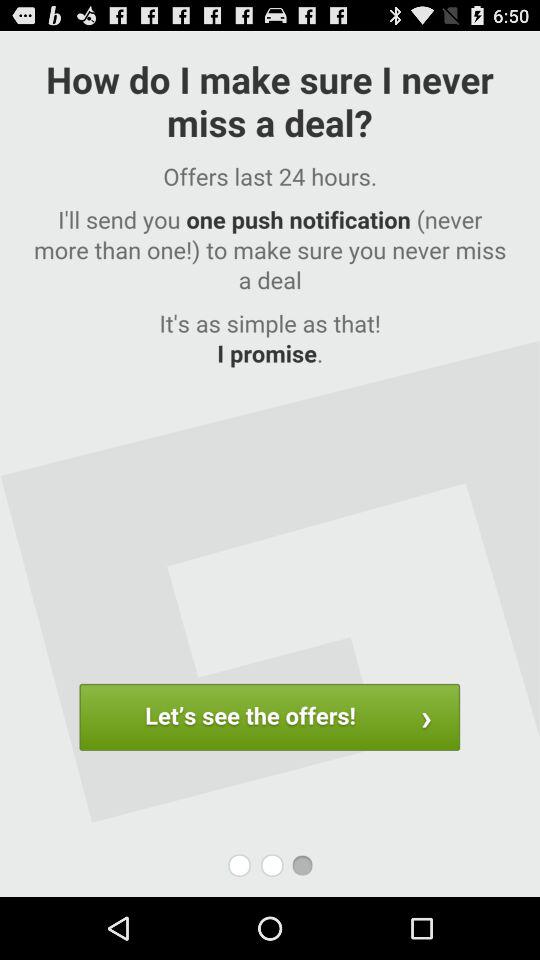 6:50
How do I make sure I never
miss a deal?
Offers last 24 hours.
I'll send you one push notification (never
more than one!) to make sure you never miss
a deal
It's as simple as that!
I promise.
Let’s see the offers! ›